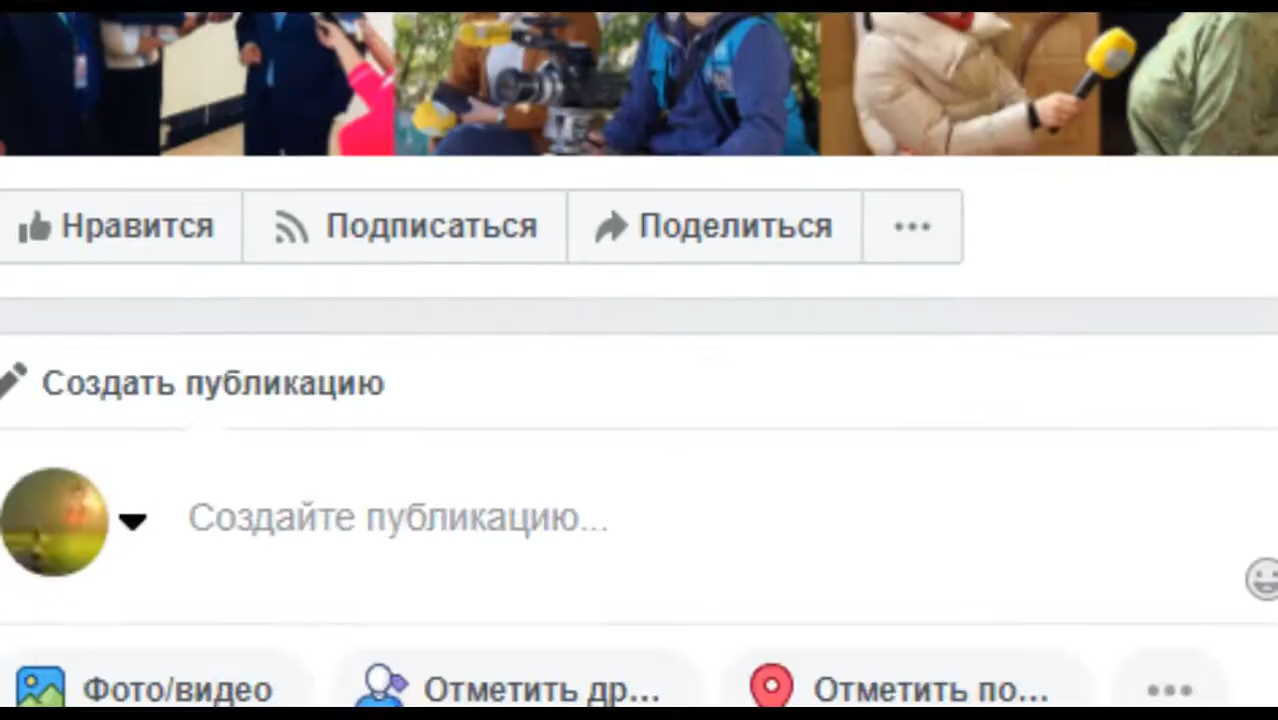 Нравится Подписаться Поделиться
Создать публикацию
Создайте публикацию...
Фото/видео Отметить др... Отметить по...